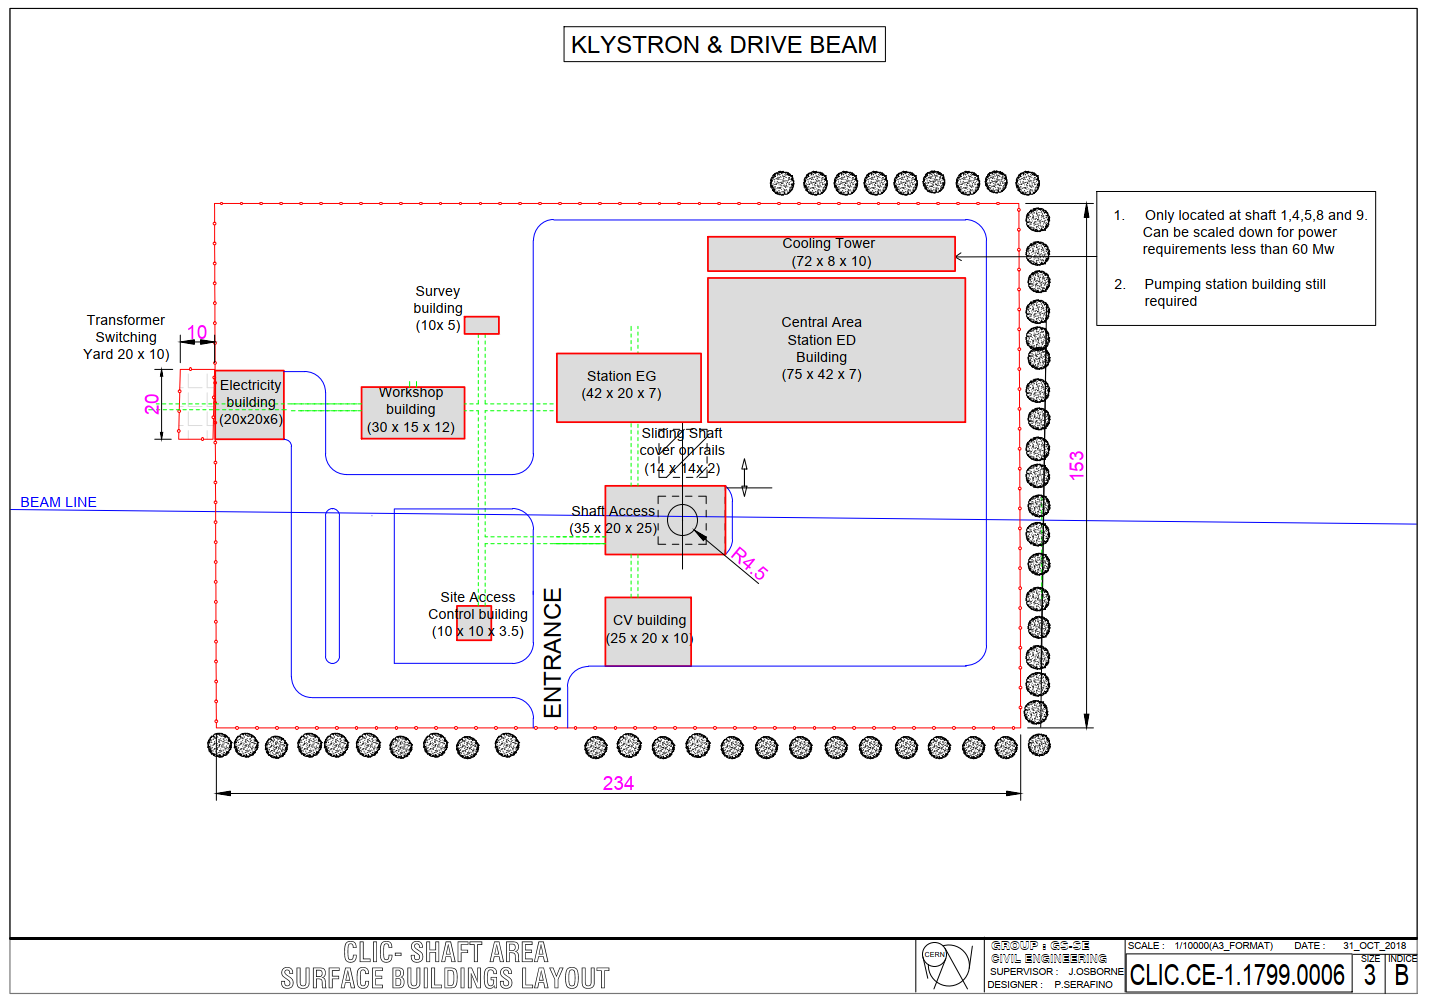 KLYSTRON & DRIVE BEAM
1. Only located at shaft 1,4,5,8 and 9.
Can be scaled down for power
requirements less than 60 Mw
2. Pumping station building still
required
Cooling Tower
(72 x 8 x 10)
Survey
building
(10x 5)
Transformer
Switching
Yard 20 x 10)
10
20
Central Area
Station ED
Building
(75 x 42 x 7)
Electricity
building
(20x20x6)
Workshop
building
(30 x 15 x 12)
Station EG
(42 x 20 x 7)
Sliding Shaft
cover on rails
(14 x 14x 2)
153
BEAM LINE
Shaft Access
(35 x 20 x 25)
R4.5
Site Access
Control building
(10 x 10 x 3.5)
ENTRANCE
CV building
(25 x 20 x 10)
234
CLIC- SHAFT AREA
SURFACE BUILDINGS LAYOUT
CERN
GROUP : GS-SE
CIVIL ENGINEERING
SUPERVISOR : J.OSBORNE
DESIGNER : P.SERAFINO
SCALE : 1/10000(A3_FORMAT) DATE : 31_OCT_2018
CLIC.CE-1.1799.0006
SIZE
3
INDICE
B